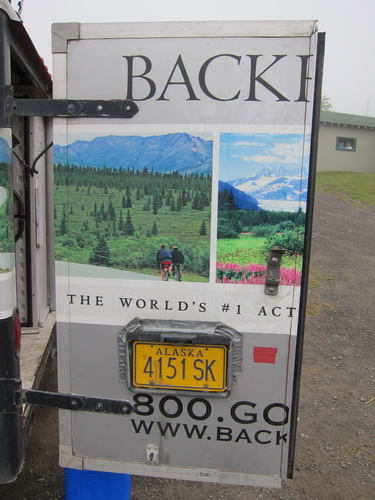 BACK
THE WORLD'S #1 ACT
ALASKA
4151 SK
800.GO
WWW.BACK